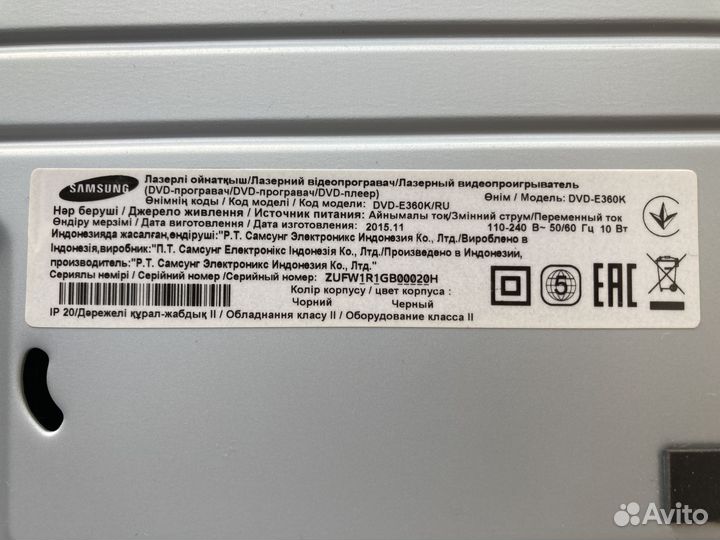 SAMSUNG
Лазерлі ойнатқыш/Лазерний відеопрогравач/Лазерный видеопроигрыватель
(DVD-програвач/DVD-програвач/DVD-плеер) Өнім / Модель: DVD-E360K
Өнімнің коды / Код моделі / Код модели: DVD-E360K/RU
Нәр беруші / Джерело живлення / Источник питания: Айнымалы тоқ/Змінний струм/Переменный ток
Өндіру мерзімі / Дата виготовлення / Дата изготовления: 2015.11 110-240 В~ 50/60 Гц 10 Вт
Индонезияда жасалған,өндіруші:"P.T. Самсунг Электроникс Индонезия Ко., Лтд./Вироблено в
Індонезія,виробник:"П.Т. Самсунг Електронікс Індонезія Ко., Лтд./Произведено в Индонезии,
производитель:"P.T. Самсунг Электроникс Индонезия Ко., Лтд."
Сериялы нөмірі / Серійний номер / Серийный номер: ZUFW1R1GB00020H
Колір корпусу / цвет корпуса :
Чорний Черный
IP 20/Дәрежелі құрал-жабдық II / Обладнання класу II / Оборудование класса II
5
EAC
Avito